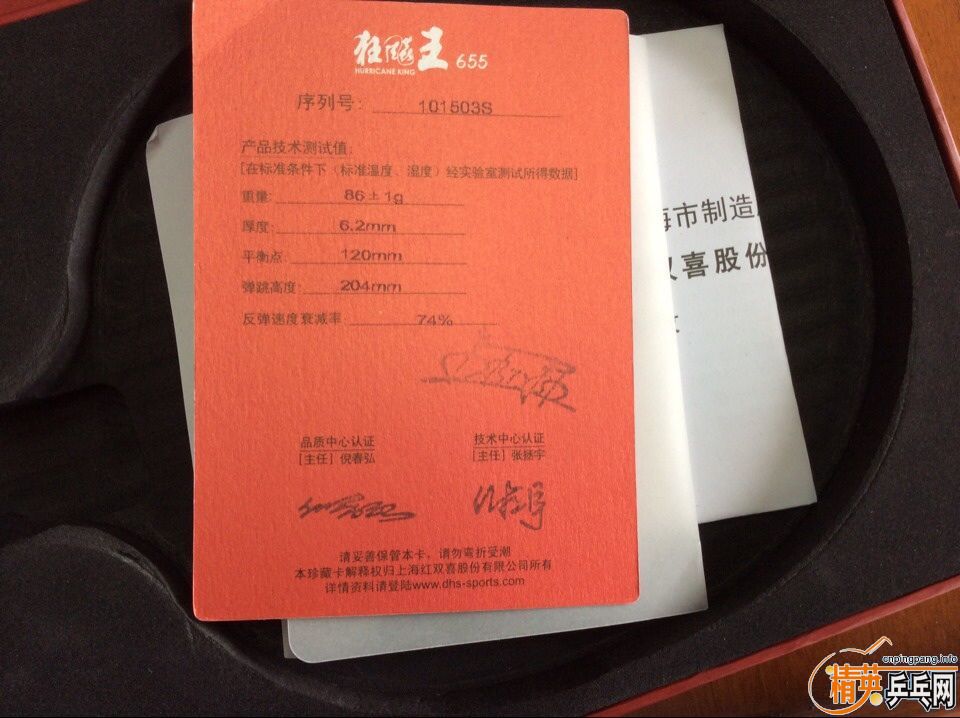 狂飚王 655
HURRICANE KING
序列号： 101503S
产品技术测试值：
[在标准条件下（标准温度、湿度）经实验室测试所得数据]
重量： 86±1g
厚度： 6.2mm
平衡点： 120mm
弹跳高度： 204mm
反弹速度衰减率： 74%
品质中心认证
[主任] 倪春弘
技术中心认证
[主任] 张拯宇
请妥善保管本卡、请勿弯折受潮
本珍藏卡解释权归上海红双喜股份有限公司所有
详情资料请登陆www.dhs-sports.com
海市制造
双喜股份
cnpingpang.info
精英乒乓网